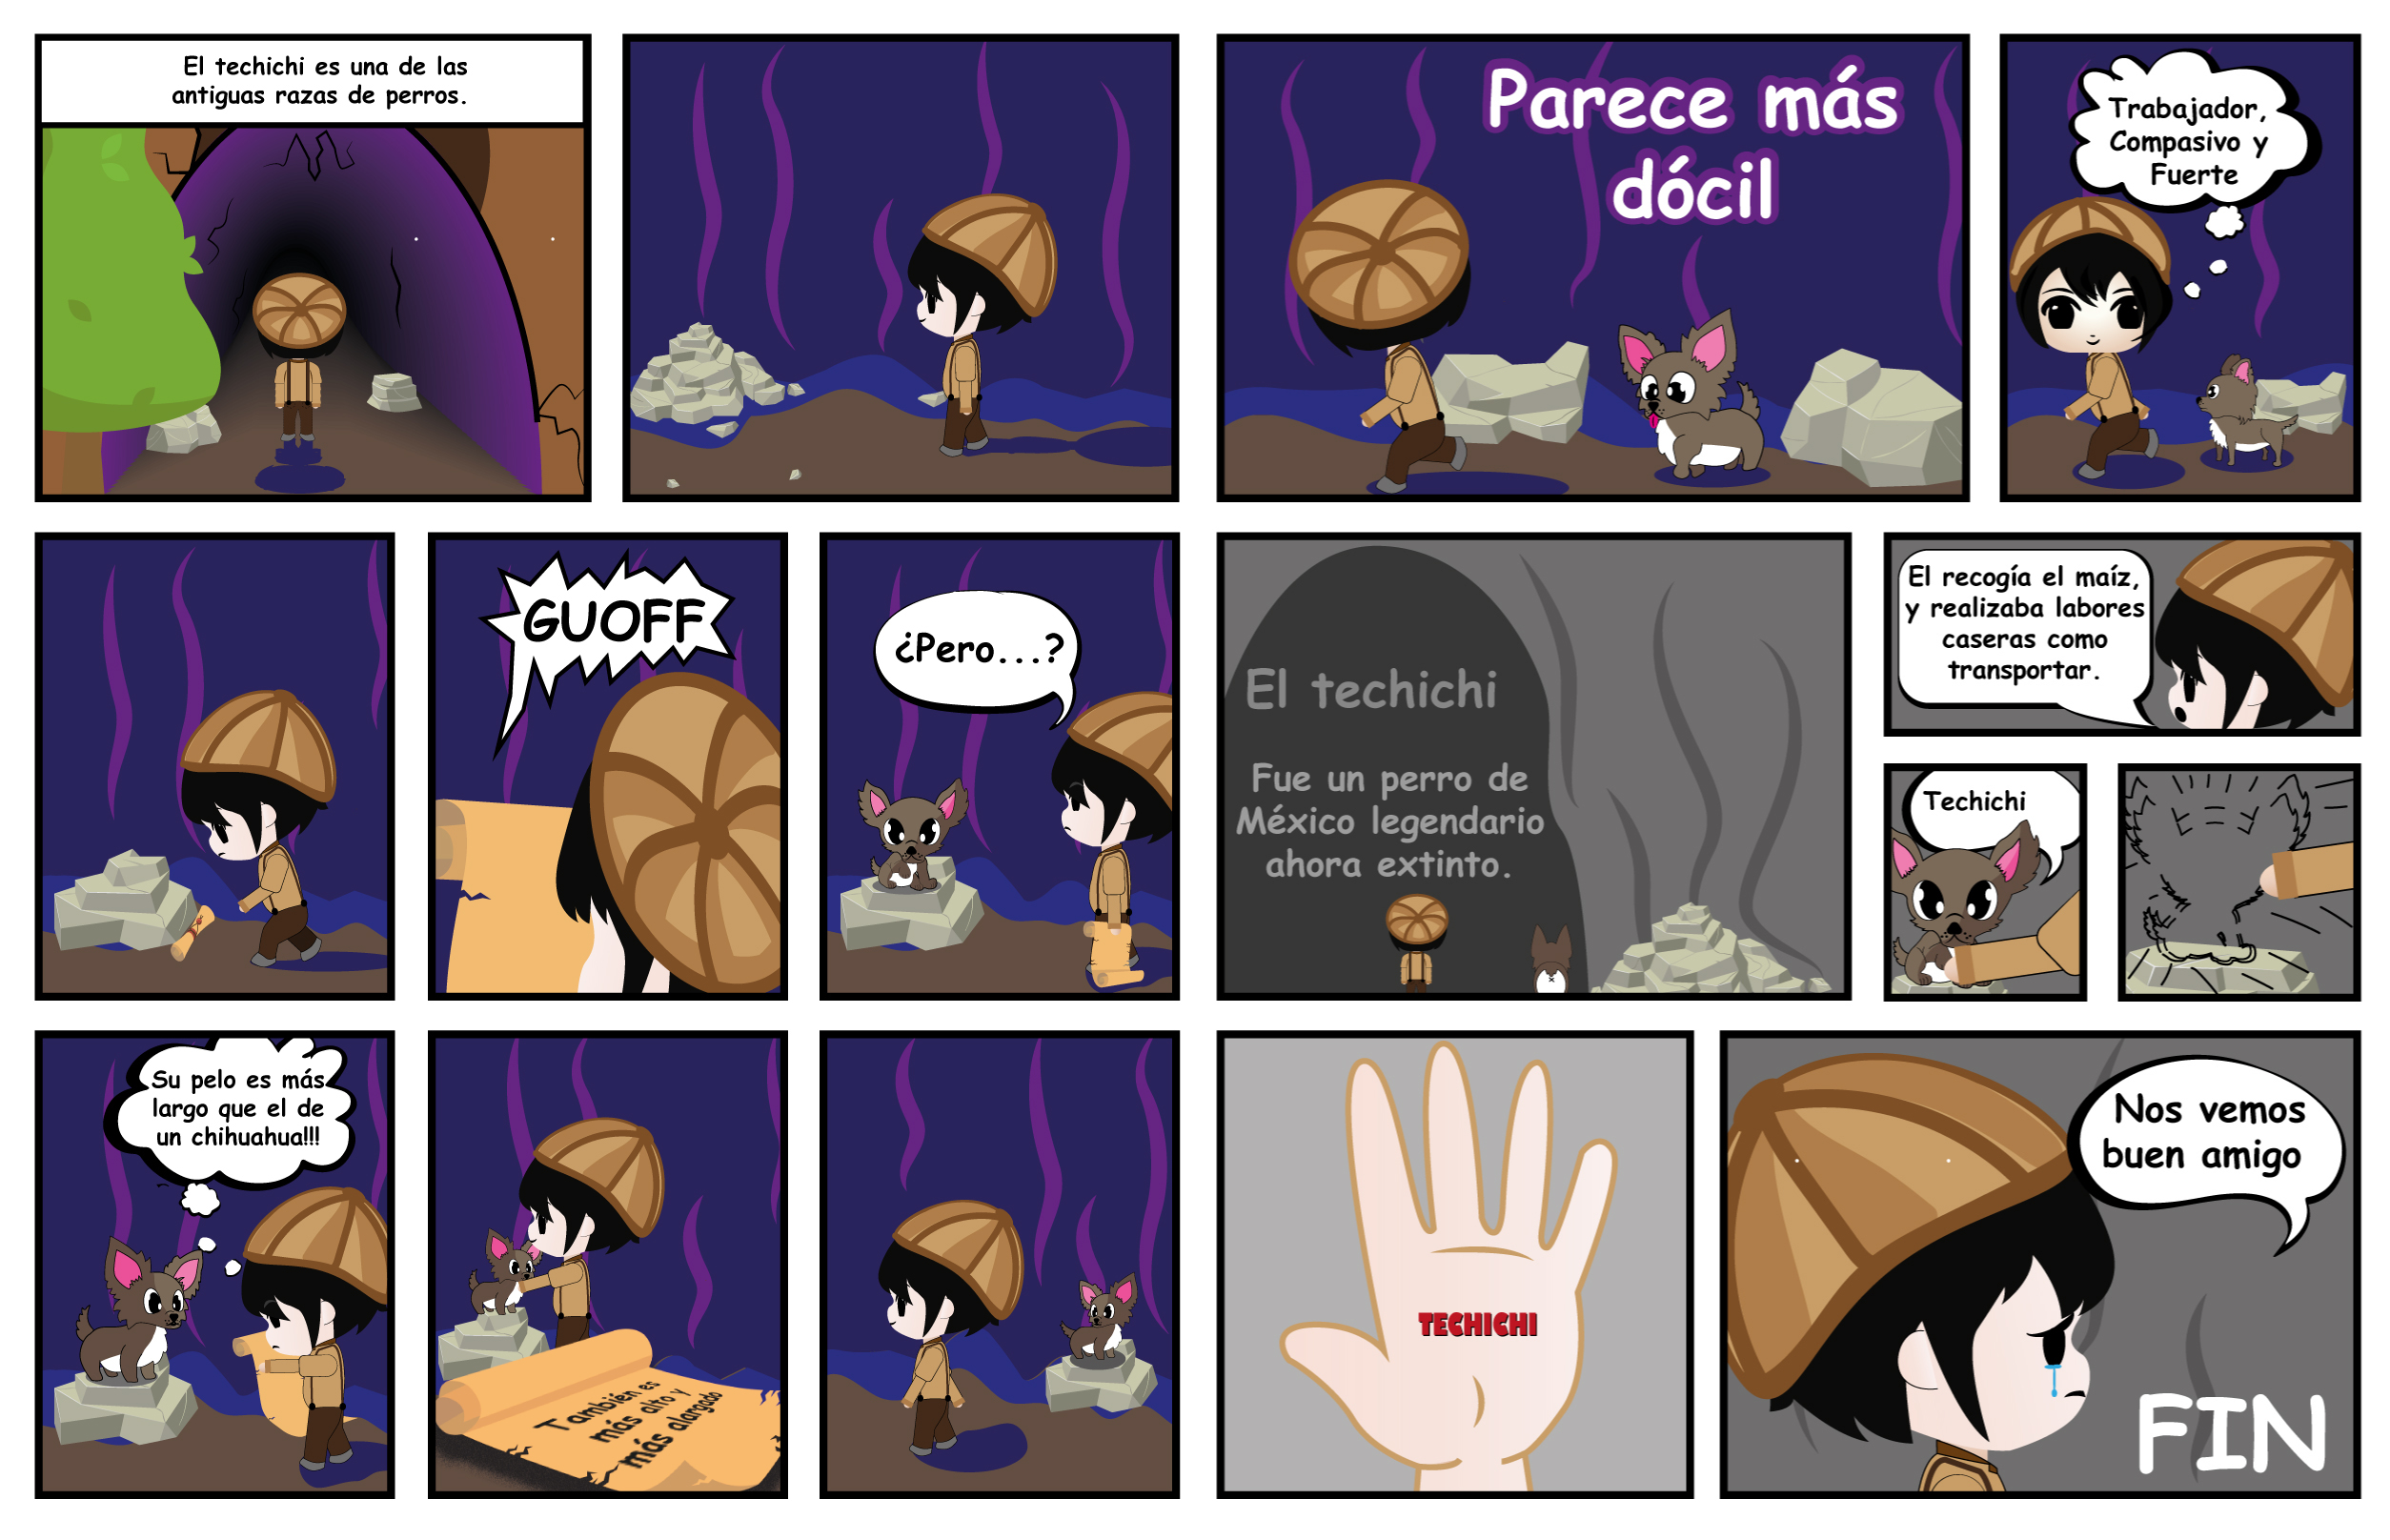 El techichi es una de las
antiguas razas de perros.
GUOFF
¿Pero...?
Su pelo es más
largo que el de
un chihuahua!!!
También es
más alto y
más alargado
Parece más
dócil
Trabajador,
Compasivo y
Fuerte
El techichi
Fue un perro de
México legendario
ahora extinto.
El recogía el maíz,
y realizaba labores
caseras como
transportar.
Techichi
TECHICHI
Nos vemos
buen amigo
FIN